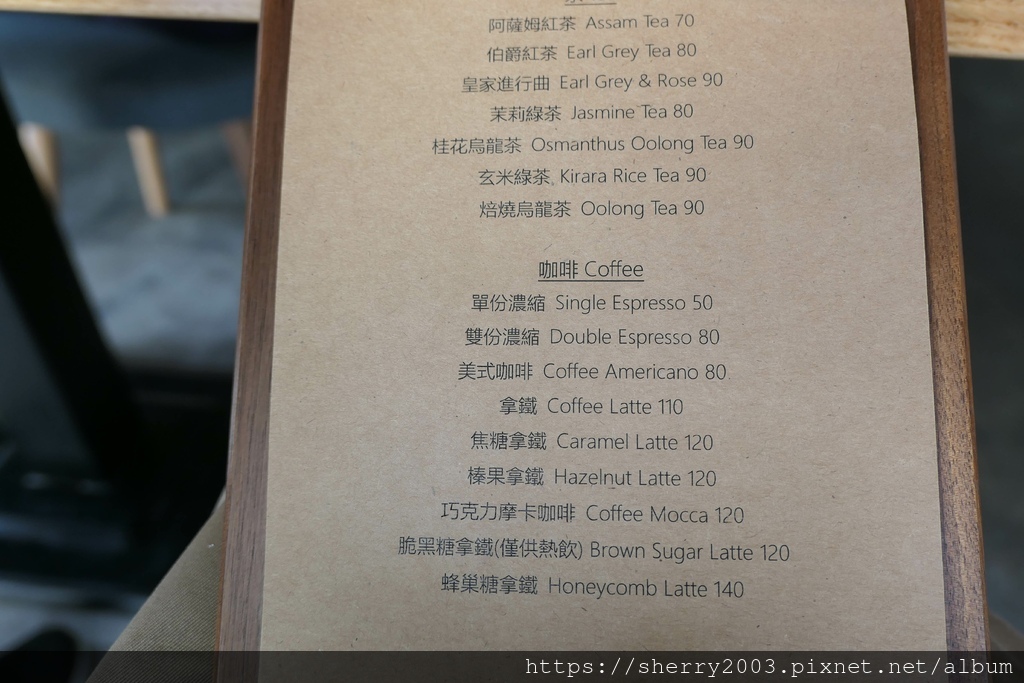 阿薩姆紅茶 Assam Tea 70
伯爵紅茶 Earl Grey Tea 80
皇家進行曲 Earl Grey & Rose 90
茉莉綠茶 Jasmine Tea 80
桂花烏龍茶 Osmanthus Oolong Tea 90
玄米綠茶 Kirara Rice Tea 90
焙燒烏龍茶 Oolong Tea 90
咖啡 Coffee
單份濃縮 Single Espresso 50
雙份濃縮 Double Espresso 80
美式咖啡 Coffee Americano 80
拿鐵 Coffee Latte 110
焦糖拿鐵 Caramel Latte 120
榛果拿鐵 Hazelnut Latte 120
巧克力摩卡咖啡 Coffee Mocca 120
脆黑糖拿鐵(僅供熱飲) Brown Sugar Latte 120
蜂巢糖拿鐵 Honeycomb Latte 140
https://sherry2003.pixnet.net/album